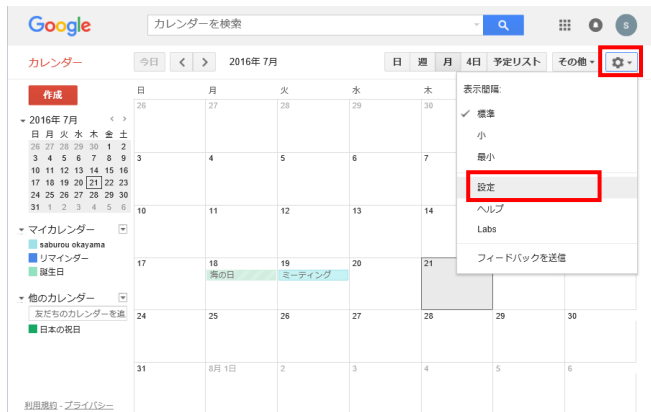 Google カレンダーを検索 S
カレンダー 今日 < > 2016年 7月 日 週 月 4日 予定リスト その他
作成
2016年 7月 < >
日 月 火 水 木 金 土
26 27 28 29 30 1 2
3 4 5 6 7 8 9
10 11 12 13 14 15 16
17 18 19 20 21 22 23
24 25 26 27 28 29 30
31 1 2 3 4 5 6
マイカレンダー
saburou okayama
リマインダー
誕生日
他のカレンダー
友だちのカレンダーを追
日本の祝日
利用規約 - プライバシー
日 月 火 水 木
26 27 28 29 30
3 4 5 6 7
10 11 12 13 14
17 18 19 20 21
海の日 ミーティング
24 25 26 27 28 29 30
31 8月 1日 2 3 4 5 6
表示間隔:
✓ 標準
小
最小
設定
ヘルプ
Labs
フィードバックを送信